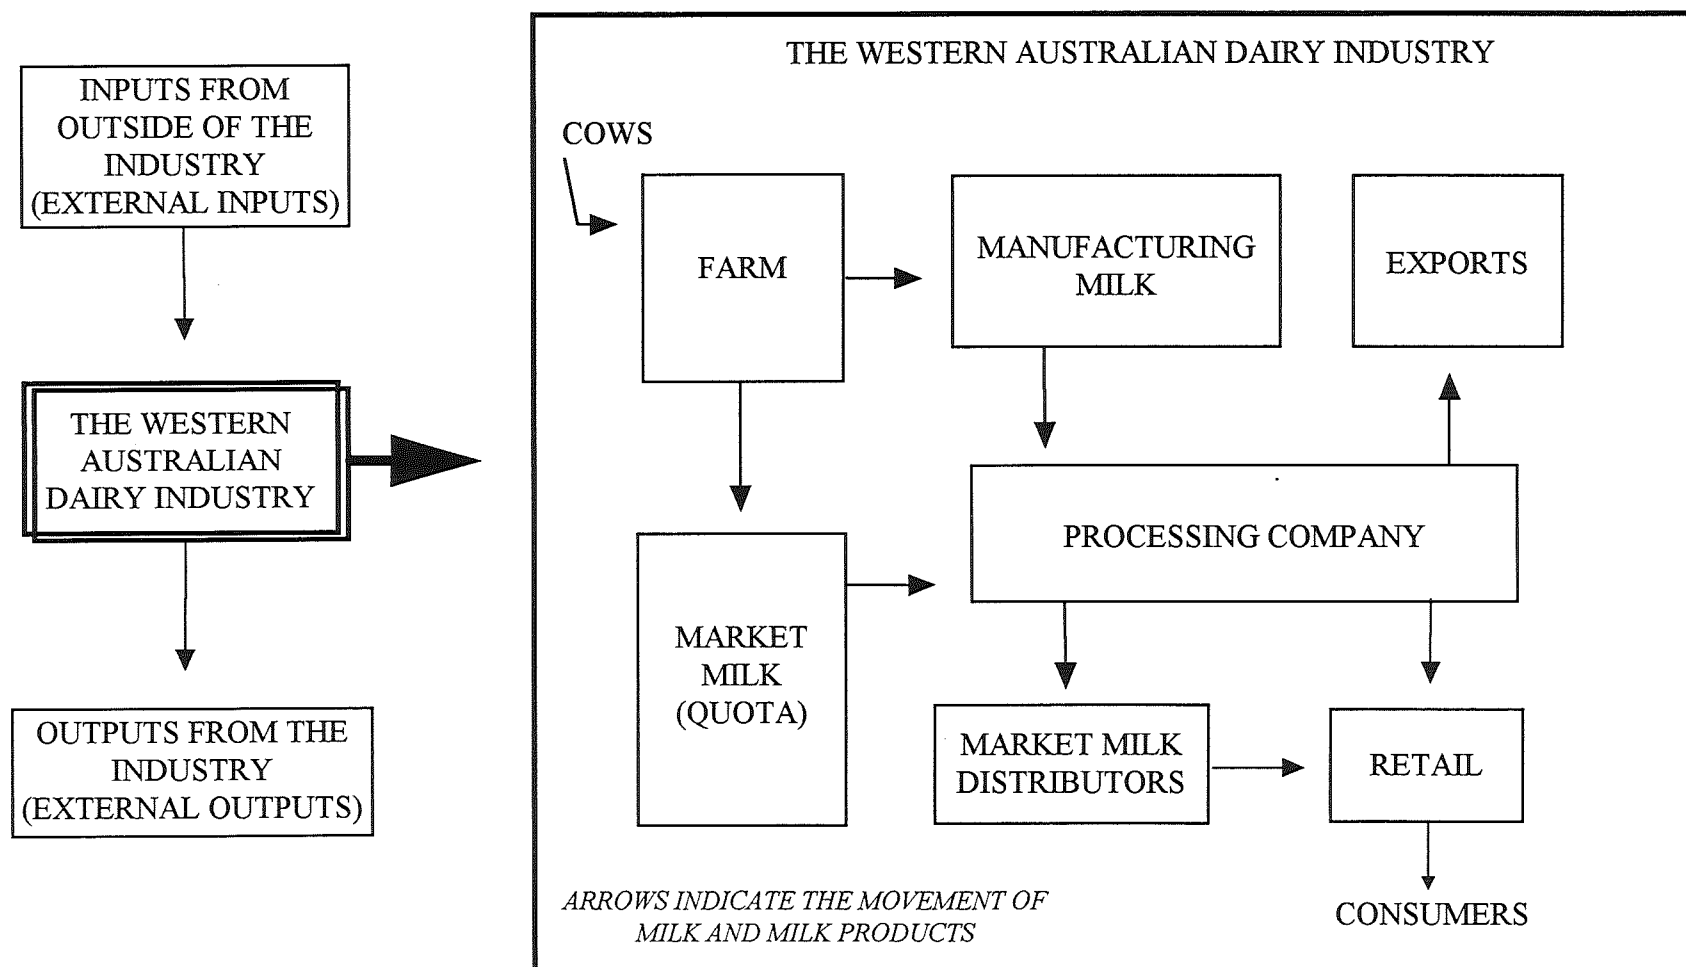 INPUTS FROM
OUTSIDE OF THE
INDUSTRY
(EXTERNAL INPUTS)
THE WESTERN
AUSTRALIAN
DAIRY INDUSTRY
OUTPUTS FROM THE
INDUSTRY
(EXTERNAL OUTPUTS)
THE WESTERN AUSTRALIAN DAIRY INDUSTRY
COWS
FARM
MANUFACTURING
MILK
EXPORTS
PROCESSING COMPANY
MARKET
MILK
(QUOTA)
MARKET MILK
DISTRIBUTORS
RETAIL
CONSUMERS
ARROWS INDICATE THE MOVEMENT OF
MILK AND MILK PRODUCTS